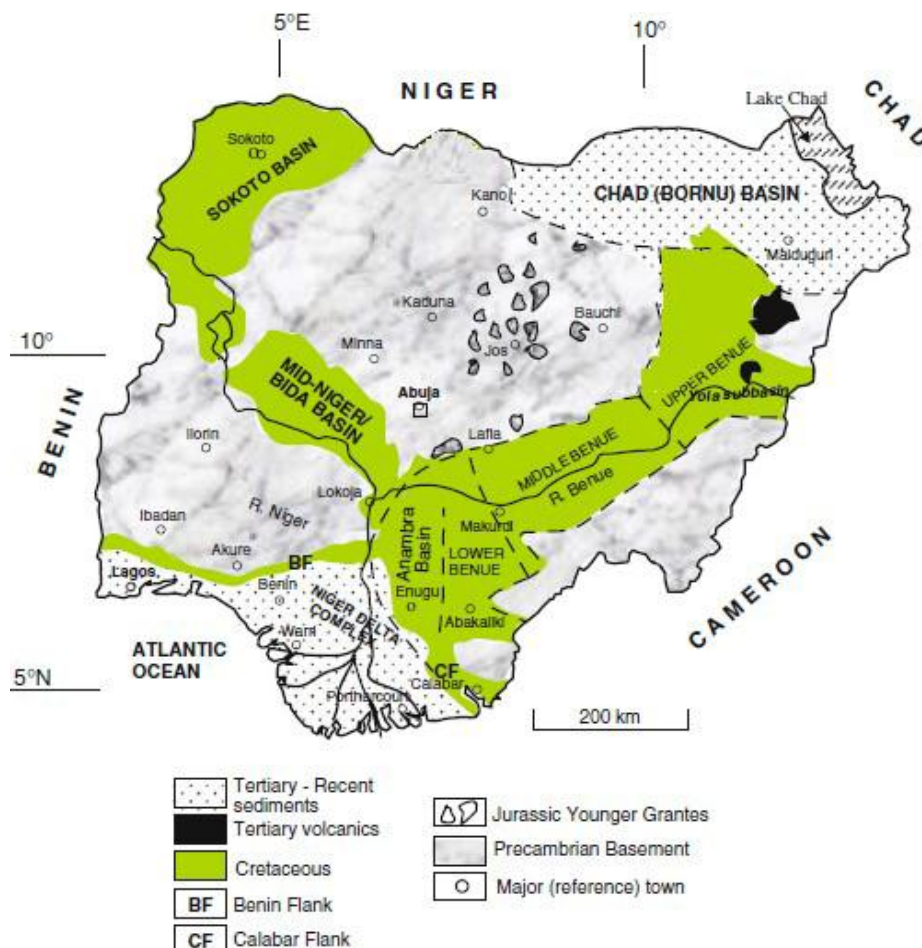 5°E
10°
NIGER
CHAD
Lake Chad
Sokoto
SOKOTO BASIN
Kano
CHAD (BORNU) BASIN
Maiduguri
Kaduna
Bauchi
Minna
Jos
10°
MID-NIGER/
BIDA BASIN
Abuja
UPPER BENUE
Yola subbasin
BENIN
Ilorin
Lafia
MIDDLE BENUE
Lokoja
R. Benue
R. Niger
Makurdi
Ibadan
Anambra
Basin
LOWER
BENUE
Akure
BF
Lagos
Benin
Enugu
Abakaliki
CAMEROON
NIGER DELTA
COMPLEX
Warri
ATLANTIC
OCEAN
CF
Calabar
5°N
Portharcourt
200 km
Tertiary - Recent
sediments
Tertiary volcanics
Cretaceous
BF Benin Flank
CF Calabar Flank
Jurassic Younger Grantes
Precambrian Basement
Major (reference) town